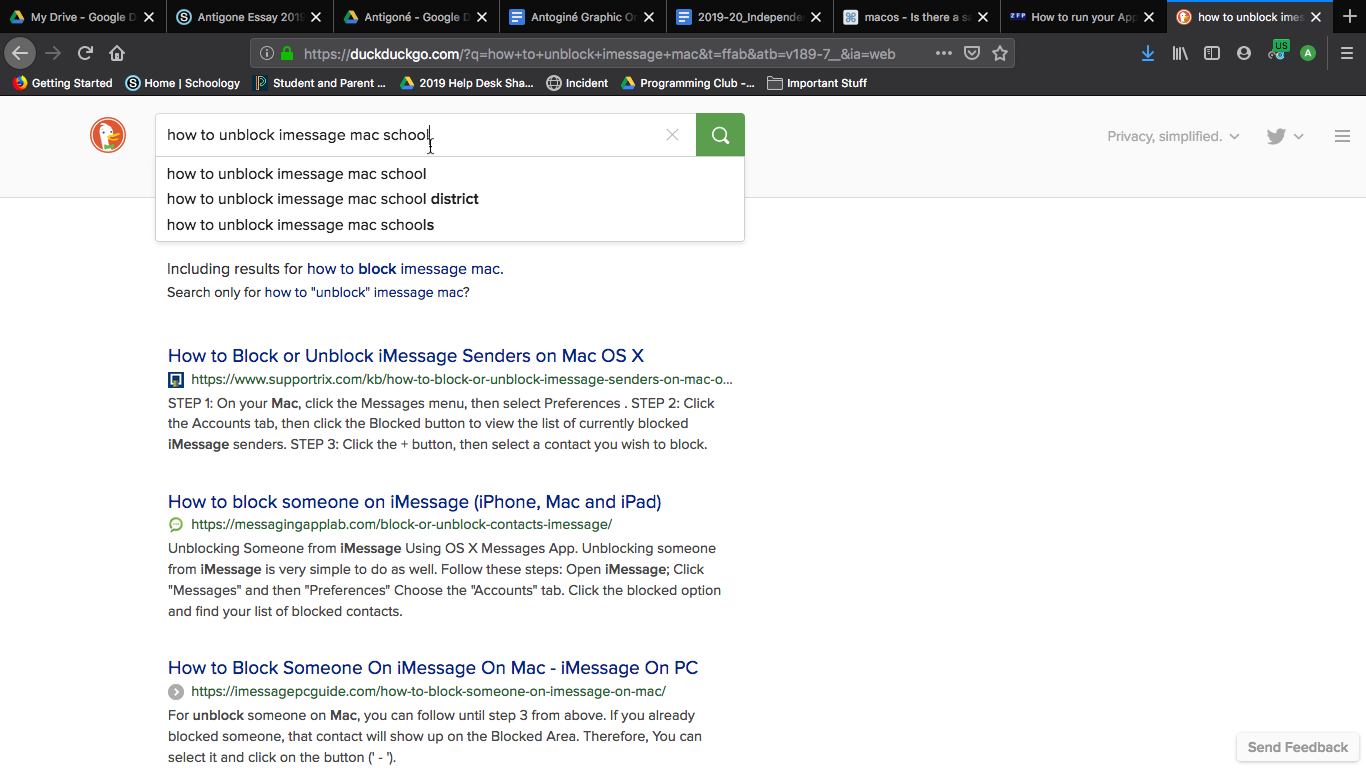 My Drive - Google D
Antigone Essay 2019
Antigoné - Google D
Antoginé Graphic O
2019-20_Independe
macos - Is there a sa
ZFP How to run your App
how to unblock imes
https://duckduckgo.com/?q=how+to+unblock+imessage+mac&t=ffab&atb=v189-7__&ia=web
US
A
Getting Started
S Home | Schoology
Student and Parent ...
2019 Help Desk Sha...
Incident
Programming Club -...
Important Stuff
how to unblock imessage mac school
Privacy, simplified.
how to unblock imessage mac school
how to unblock imessage mac school district
how to unblock imessage mac schools
Including results for how to block imessage mac.
Search only for how to "unblock" imessage mac?
How to Block or Unblock iMessage Senders on Mac OS X
https://www.supportrix.com/kb/how-to-block-or-unblock-imessage-senders-on-mac-o...
STEP 1: On your Mac, click the Messages menu, then select Preferences . STEP 2: Click
the Accounts tab, then click the Blocked button to view the list of currently blocked
iMessage senders. STEP 3: Click the + button, then select a contact you wish to block.
How to block someone on iMessage (iPhone, Mac and iPad)
https://messagingapplab.com/block-or-unblock-contacts-imessage/
Unblocking Someone from iMessage Using OS X Messages App. Unblocking someone
from iMessage is very simple to do as well. Follow these steps: Open iMessage; Click
"Messages" and then "Preferences" Choose the "Accounts" tab. Click the blocked option
and find your list of blocked contacts.
How to Block Someone On iMessage On Mac - iMessage On PC
https://imessagepcguide.com/how-to-block-someone-on-imessage-on-mac/
For unblock someone on Mac, you can follow until step 3 from above. If you already
blocked someone, that contact will show up on the Blocked Area. Therefore, You can
select it and click on the button (' - ').
Send Feedback